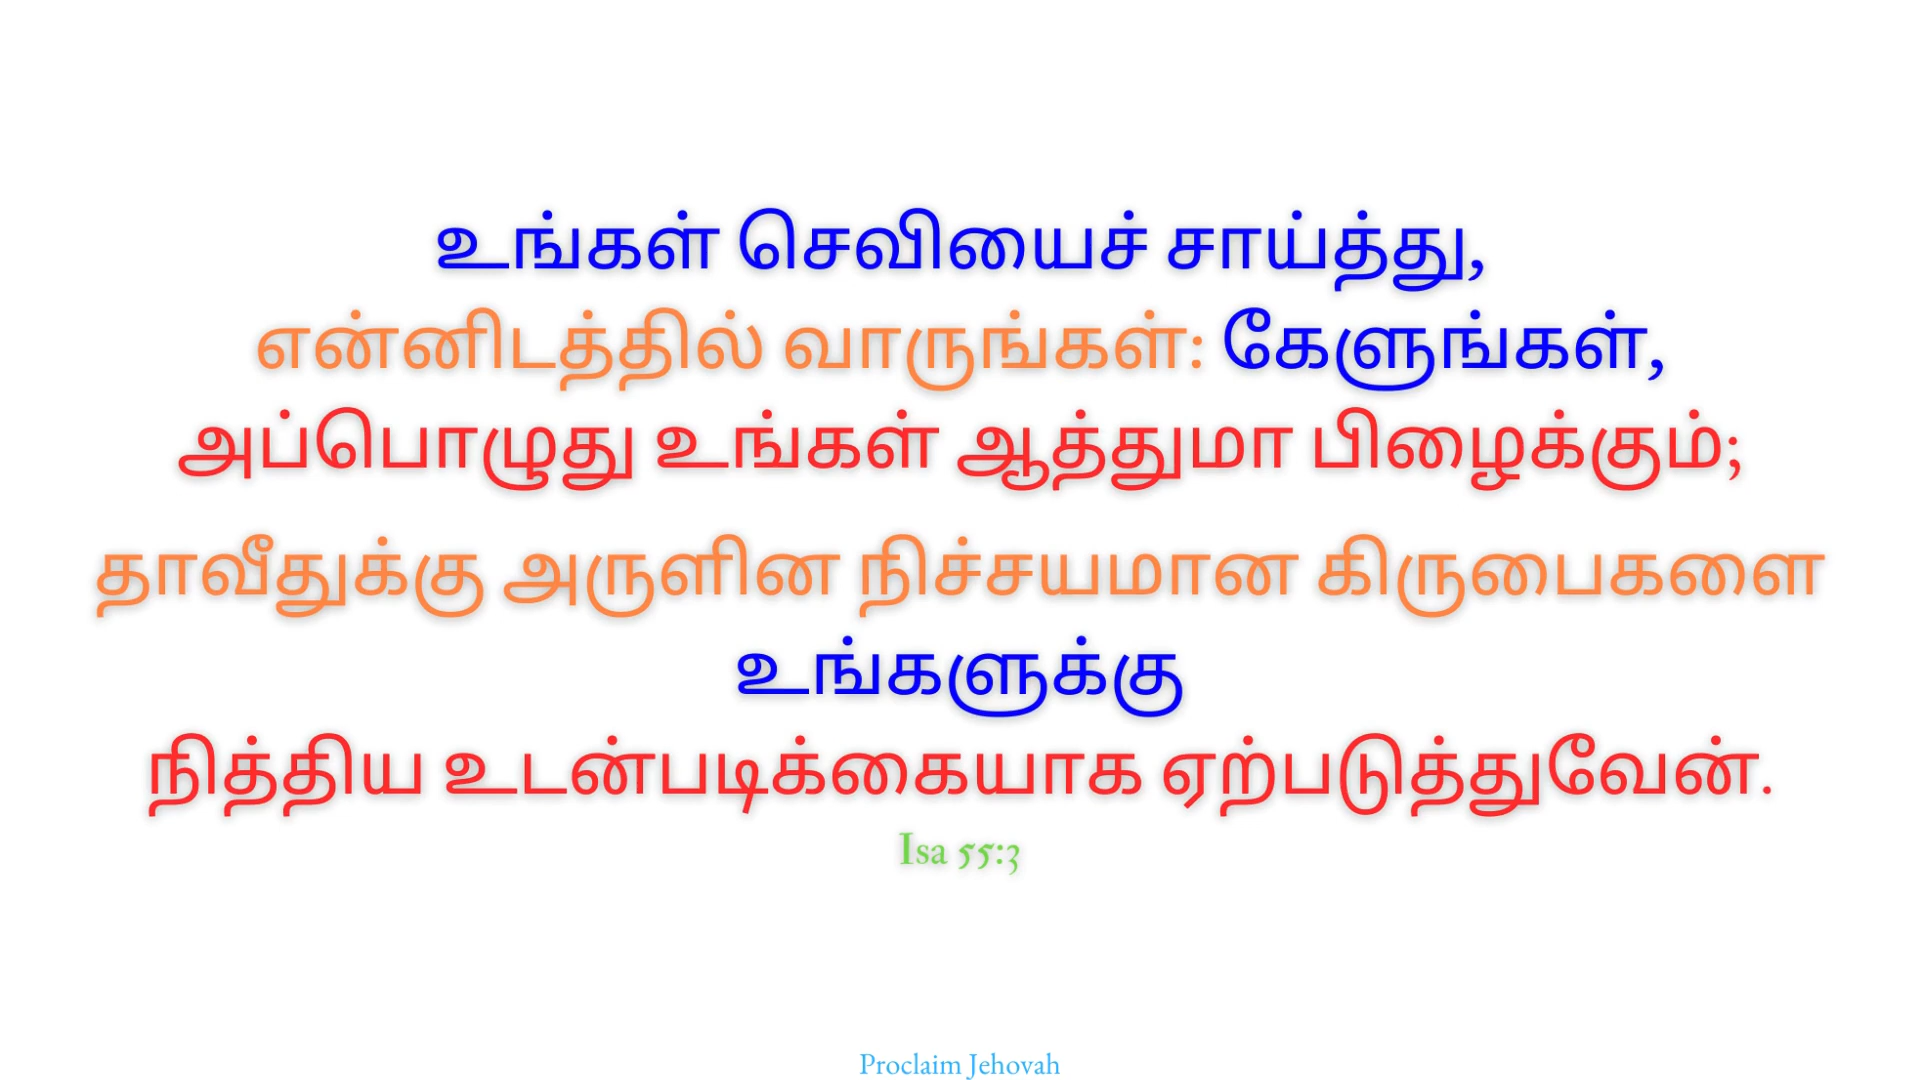 உங்கள் செவியைச் சாய்த்து,
என்னிடத்தில் வாருங்கள்: கேளுங்கள்,
அப்பொழுது உங்கள் ஆத்துமா பிழைக்கும்;
தாவீதுக்கு அருளின நிச்சயமான கிருபைகளை
உங்களுக்கு
நித்திய உடன்படிக்கையாக ஏற்படுத்துவேன்.
Isa 55:3
Proclaim Jehovah